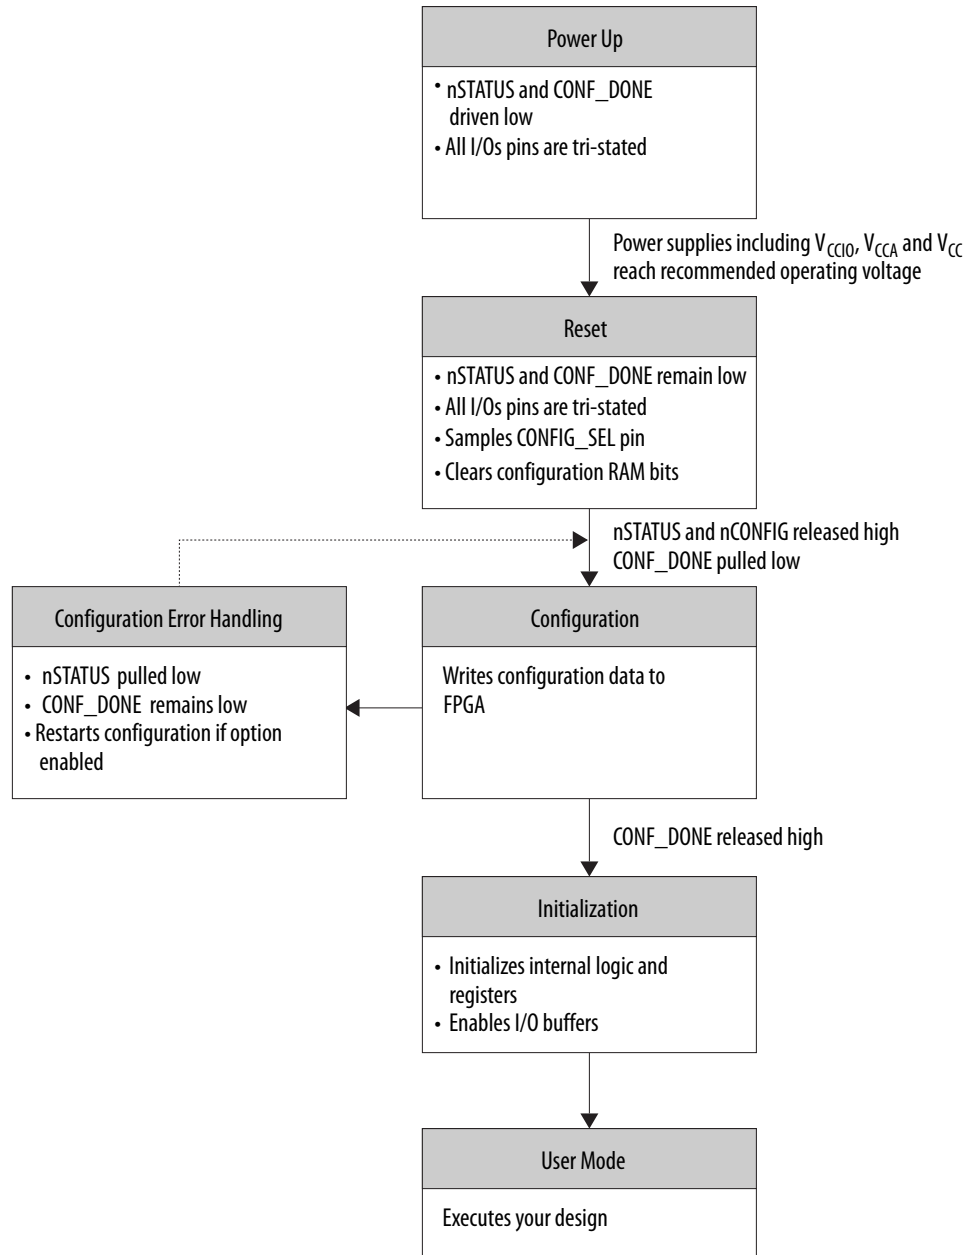 Power Up
• nSTATUS and CONF_DONE
driven low
• All I/Os pins are tri-stated
Power supplies including VCCIO, VCCA and VCC
reach recommended operating voltage
Reset
• nSTATUS and CONF_DONE remain low
• All I/Os pins are tri-stated
• Samples CONFIG_SEL pin
• Clears configuration RAM bits
nSTATUS and nCONFIG released high
CONF_DONE pulled low
Configuration Error Handling
• nSTATUS pulled low
• CONF_DONE remains low
• Restarts configuration if option
enabled
Configuration
Writes configuration data to
FPGA
CONF_DONE released high
Initialization
• Initializes internal logic and
registers
• Enables I/O buffers
User Mode
Executes your design